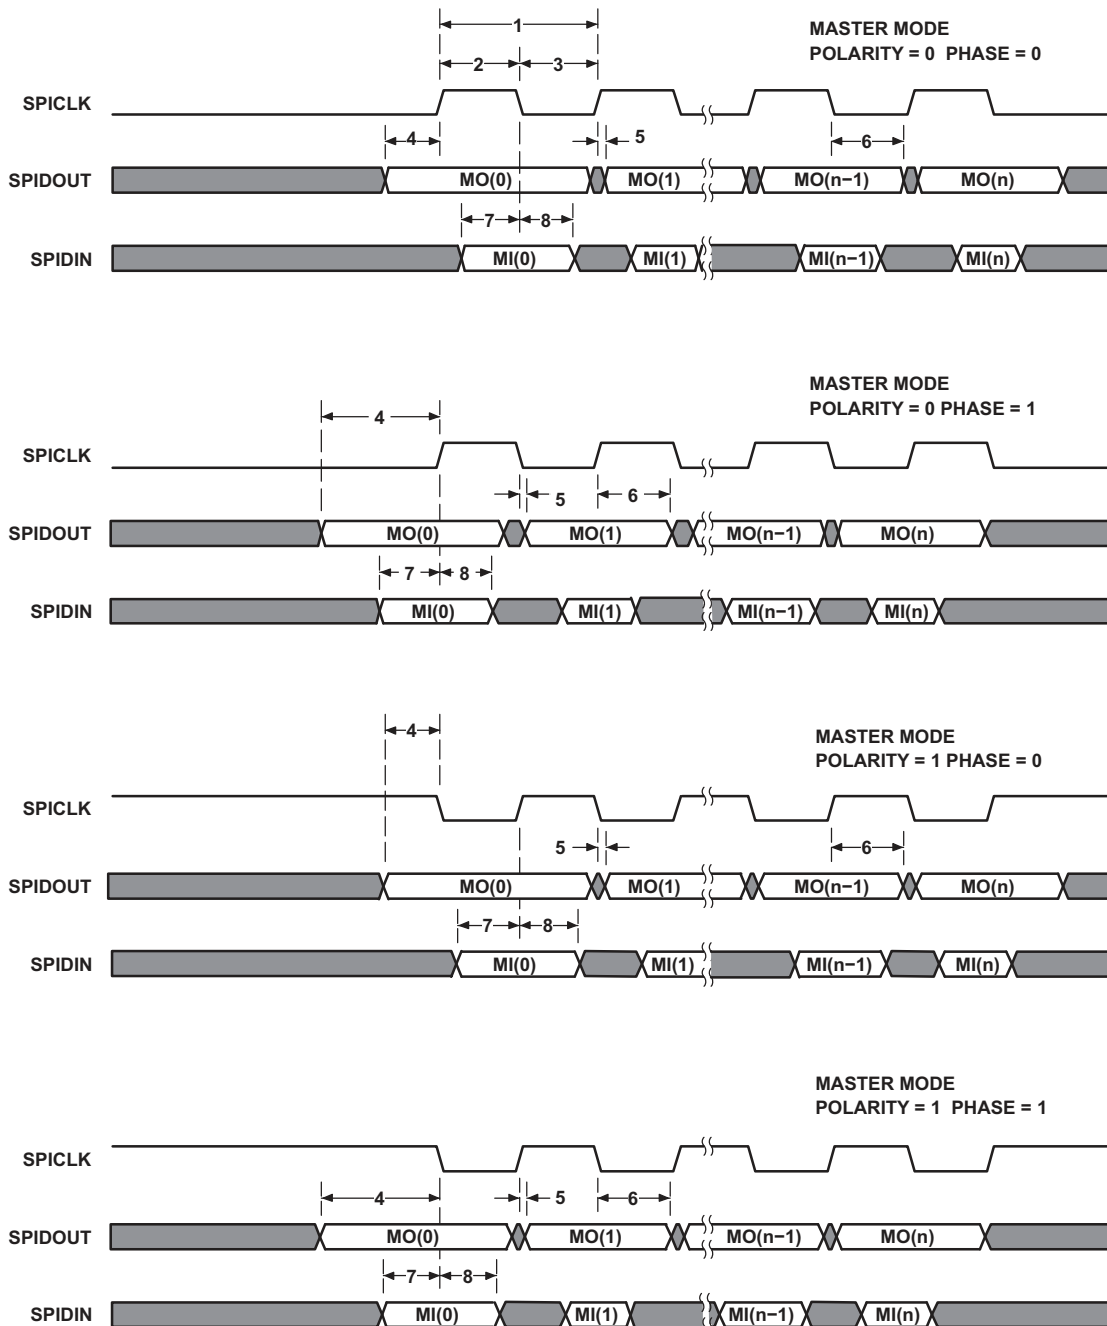 1
MASTER MODE
POLARITY = 0 PHASE = 0
2 3
SPICLK
4 5 6
SPIDOUT MO(0) MO(1) MO(n−1) MO(n)
7 8
SPIDIN MI(0) MI(1) MI(n−1) MI(n)
MASTER MODE
POLARITY = 0 PHASE = 1
4
SPICLK
5 6
SPIDOUT MO(0) MO(1) MO(n−1) MO(n)
7 8
SPIDIN MI(0) MI(1) MI(n−1) MI(n)
4
MASTER MODE
POLARITY = 1 PHASE = 0
SPICLK
5 6
SPIDOUT MO(0) MO(1) MO(n−1) MO(n)
7 8
SPIDIN MI(0) MI(1) MI(n−1) MI(n)
MASTER MODE
POLARITY = 1 PHASE = 1
SPICLK
4 5 6
SPIDOUT MO(0) MO(1) MO(n−1) MO(n)
7 8
SPIDIN MI(0) MI(1) MI(n−1) MI(n)